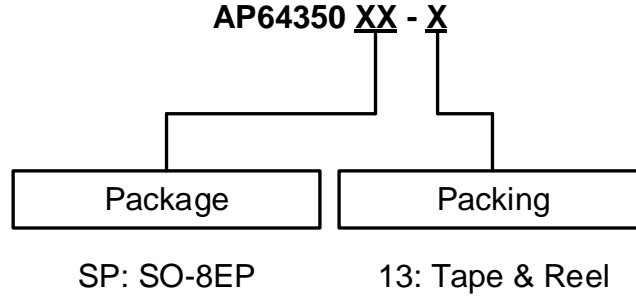 AP64350 XX - X
Package
Packing
SP: SO-8EP
13: Tape & Reel